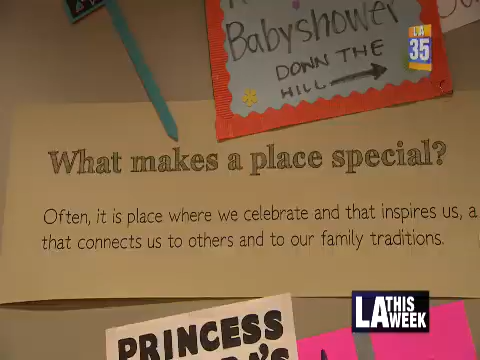 Babyshower
DOWN THE
HILL
LA
35
What makes a place special?
Often, it is place where we celebrate and that inspires us, a
that connects us to others and to our family traditions.
LA THIS
WEEK
PRINCESS